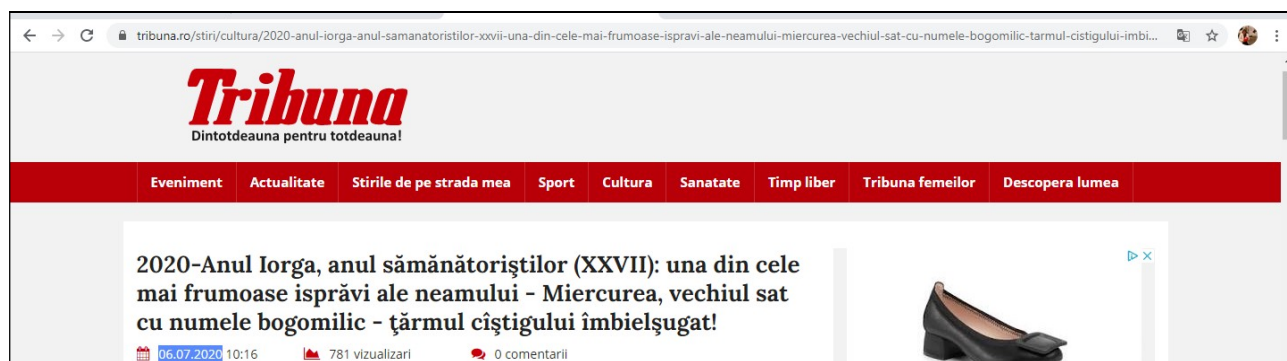 tribuna.ro/stiri/cultura/2020-anul-iorga-anul-samanatoristilor-xxvii-una-din-cele-mai-frumoase-ispravi-ale-neamului-miercurea-vechiul-sat-cu-numele-bogomilic-tarmul-cistigului-imbi...
Tribuna
Dintotdeauna pentru totdeauna!
Eveniment Actualitate Stirile de pe strada mea Sport Cultura Sanatate Timp liber Tribuna femeilor Descopera lumea
2020-Anul Iorga, anul sămănătoriştilor (XXVII): una din cele
mai frumoase isprăvi ale neamului - Miercurea, vechiul sat
cu numele bogomilic - ţărmul cîştigului îmbielşugat!
06.07.2020 10:16 781 vizualizari 0 comentarii